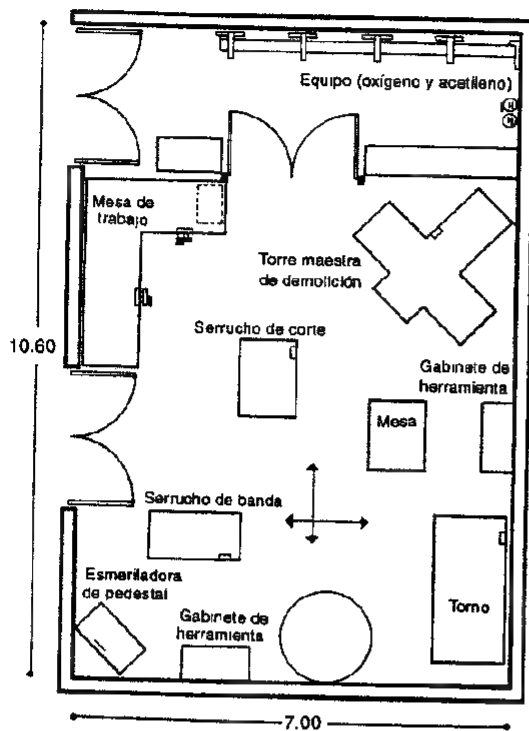 Equipo (oxígeno y acetileno)
Mesa de
trabajo
Torre maestra
de demolición
10.60
Serrucho de corte
Gabinete de
herramienta
Mesa
Serrucho de banda
Esmeriladora
de pedestal
Gabinete de
herramienta
Torno
7.00